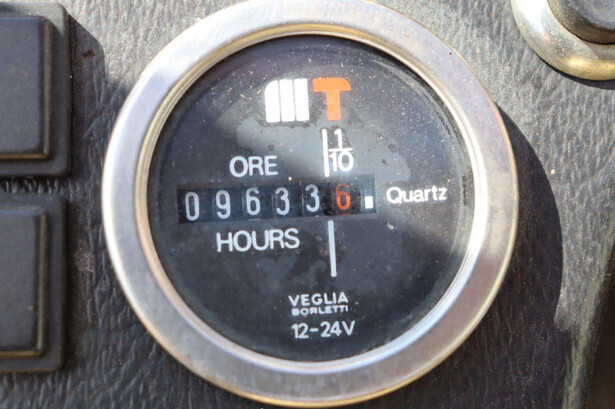 MT
1/10
ORE
096336
Quartz
HOURS
VEGLIA
BORLETTI
12-24V